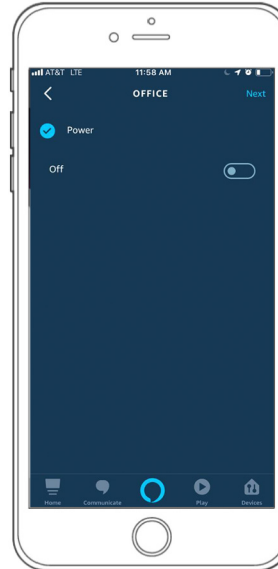 AT&T LTE 11:58 AM
OFFICE Next
Power
Off
Home Communicate Play Devices